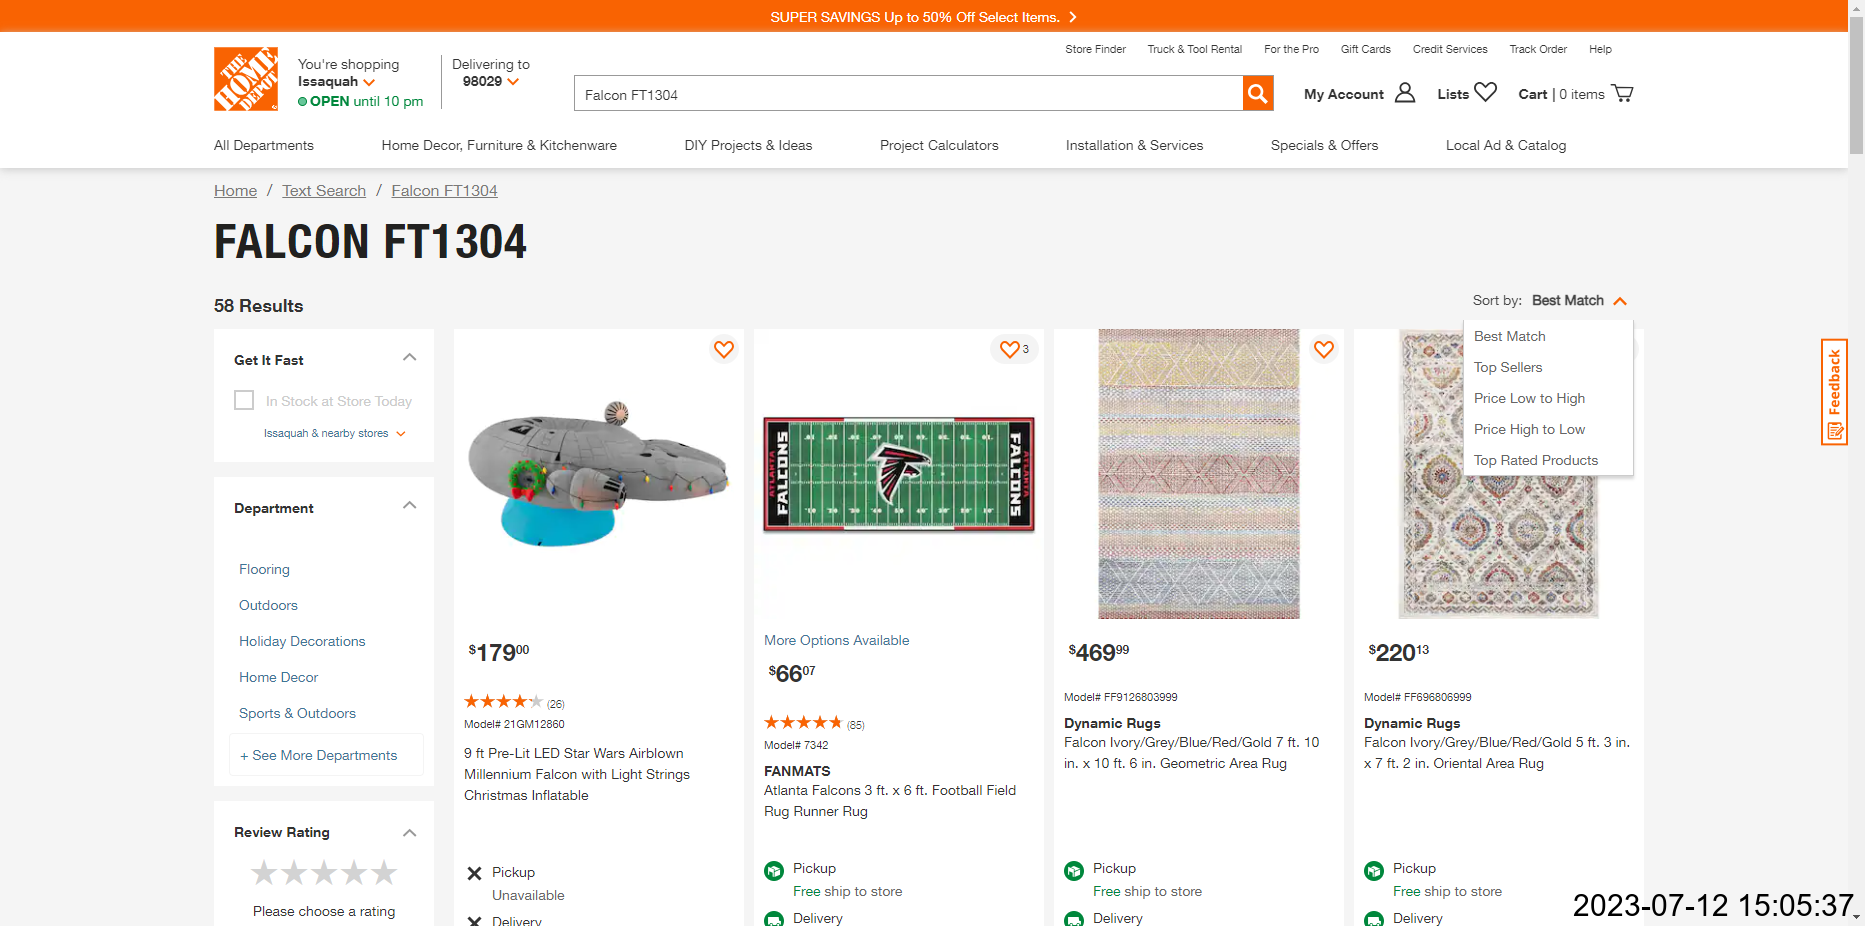 SUPER SAVINGS Up to 50% Off Select Items.
Store Finder Truck & Tool Rental For the Pro Gift Cards Credit Services Track Order Help
THE HOME DEPOT
You're shopping
Issaquah
OPEN until 10 pm
Delivering to
98029
Falcon FT1304
My Account Lists Cart | 0 items
All Departments Home Decor, Furniture & Kitchenware DIY Projects & Ideas Project Calculators Installation & Services Specials & Offers Local Ad & Catalog
Home / Text Search / Falcon FT1304
FALCON FT1304
58 Results
Sort by: Best Match
Best Match
Top Sellers
Price Low to High
Price High to Low
Top Rated Products
Feedback
Get It Fast
In Stock at Store Today
Issaquah & nearby stores
Department
Flooring
Outdoors
Holiday Decorations
Home Decor
Sports & Outdoors
+ See More Departments
Review Rating
Please choose a rating
$17900
(26)
Model# 21GM12860
9 ft Pre-Lit LED Star Wars Airblown
Millennium Falcon with Light Strings
Christmas Inflatable
Pickup
Unavailable
Delivery
3
ATLANTA
FALCONS
FALCONS
ATLANTA
More Options Available
$6607
(85)
Model# 7342
FANMATS
Atlanta Falcons 3 ft. x 6 ft. Football Field
Rug Runner Rug
Pickup
Free ship to store
Delivery
$46999
Model# FF9126803999
Dynamic Rugs
Falcon Ivory/Grey/Blue/Red/Gold 7 ft. 10
in. x 10 ft. 6 in. Geometric Area Rug
Pickup
Free ship to store
Delivery
$22013
Model# FF696806999
Dynamic Rugs
Falcon Ivory/Grey/Blue/Red/Gold 5 ft. 3 in.
x 7 ft. 2 in. Oriental Area Rug
Pickup
Free ship to store
Delivery
2023-07-12 15:05:37